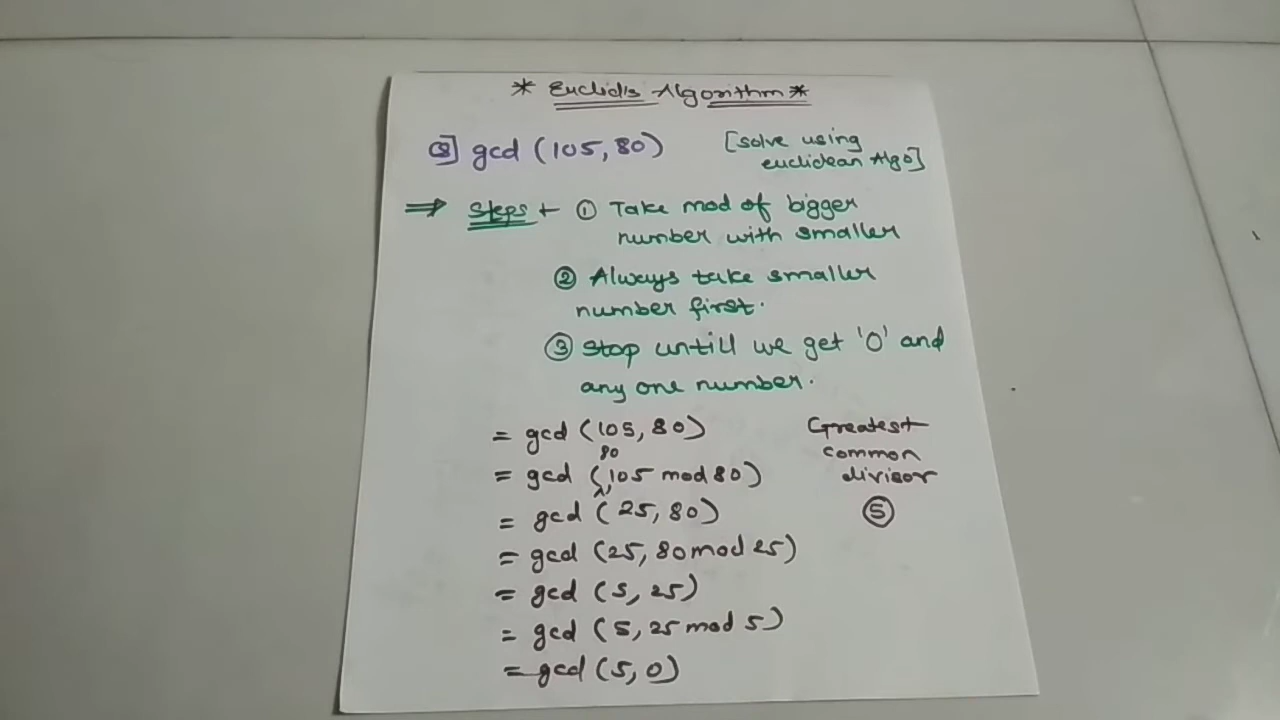 * Euclid's Algorithm *
Q] gcd (105, 80) [solve using
euclidean Algo]
⇒ Steps + ① Take mod of bigger
number with smaller
② Always take smaller
number first.
③ Stop untill we get '0' and
any one number.
= gcd (105, 80) Greatest
80 common
= gcd (, 105 mod 80) divisor
= gcd (25, 80) ⑤
= gcd (25, 80 mod 25)
= gcd (5, 25)
= gcd (5, 25 mod 5)
= gcd (5, 0)